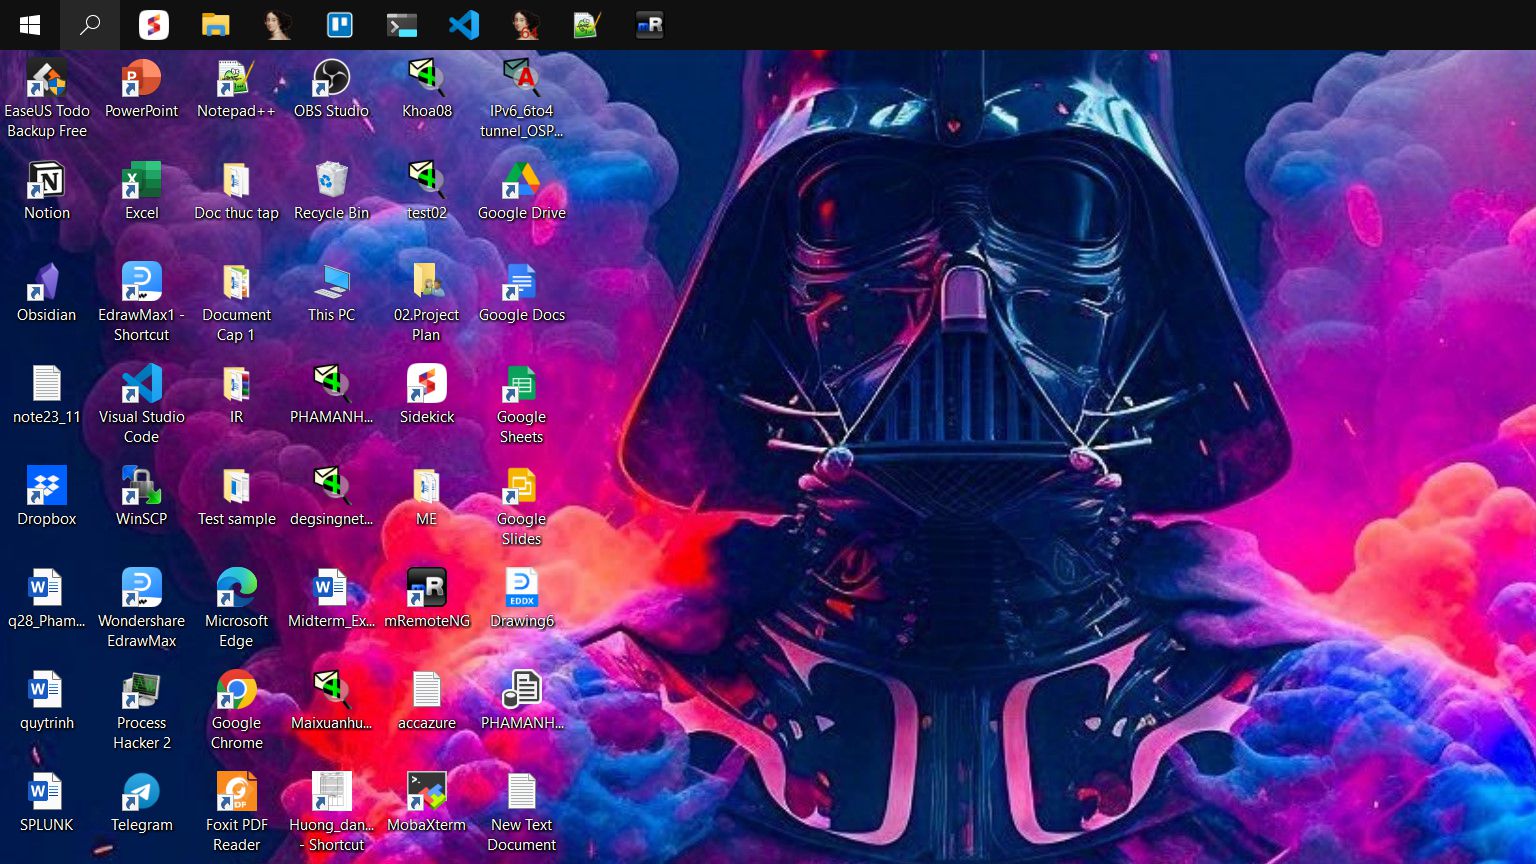 EaseUS Todo
Backup Free
PowerPoint
Notepad++
OBS Studio
Khoa08
IPv6_6to4
tunnel_OSP...
Notion
Excel
Doc thuc tap
Recycle Bin
test02
Google Drive
Obsidian
EdrawMax1 -
Shortcut
Document
Cap 1
This PC
02.Project
Plan
Google Docs
note23_11
Visual Studio
Code
IR
PHAMANH...
Sidekick
Google
Sheets
Dropbox
WinSCP
Test sample
degsingnet...
ME
Google
Slides
q28_Pham...
Wondershare
EdrawMax
Microsoft
Edge
Midterm_Ex...
mRemoteNG
EDDX
Drawing6
quytrinh
Process
Hacker 2
Google
Chrome
Maixuanhu...
accazure
PHAMANH...
SPLUNK
Telegram
Foxit PDF
Reader
Huong_dan...
- Shortcut
MobaXterm
New Text
Document